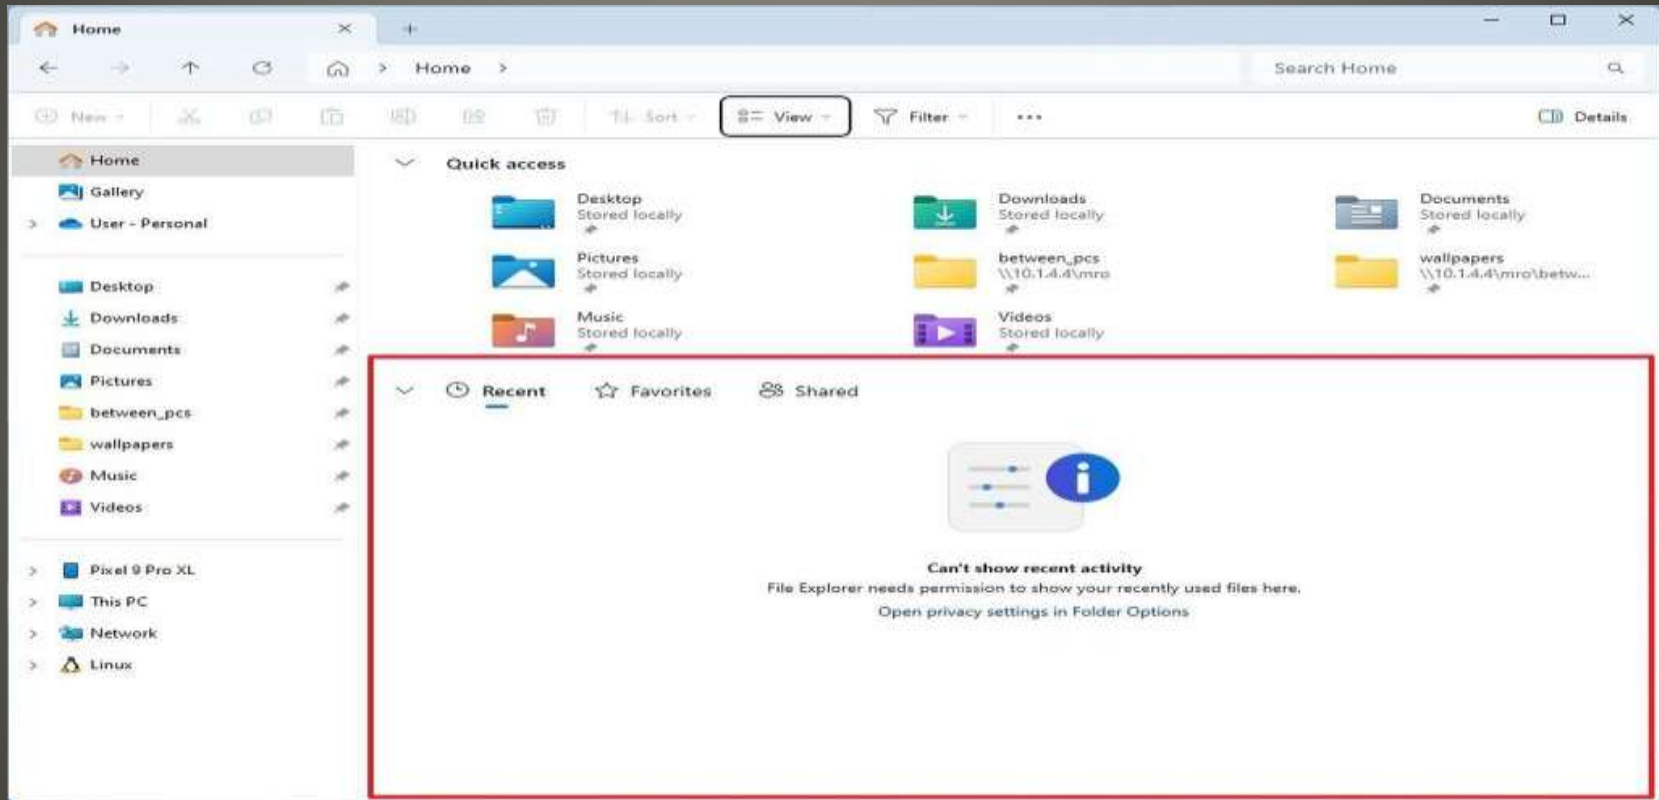 Home
Home
Search Home
New
Sort
View
Filter
Details
Home
Gallery
User - Personal
Desktop
Downloads
Documents
Pictures
between_pcs
wallpapers
Music
Videos
Pixel 9 Pro XL
This PC
Network
Linux
Quick access
Desktop
Stored locally
Downloads
Stored locally
Documents
Stored locally
Pictures
Stored locally
between_pcs
\\10.1.4.4\mro
wallpapers
\\10.1.4.4\mro\betw...
Music
Stored locally
Videos
Stored locally
Recent Favorites Shared
Can't show recent activity
File Explorer needs permission to show your recently used files here.
Open privacy settings in Folder Options